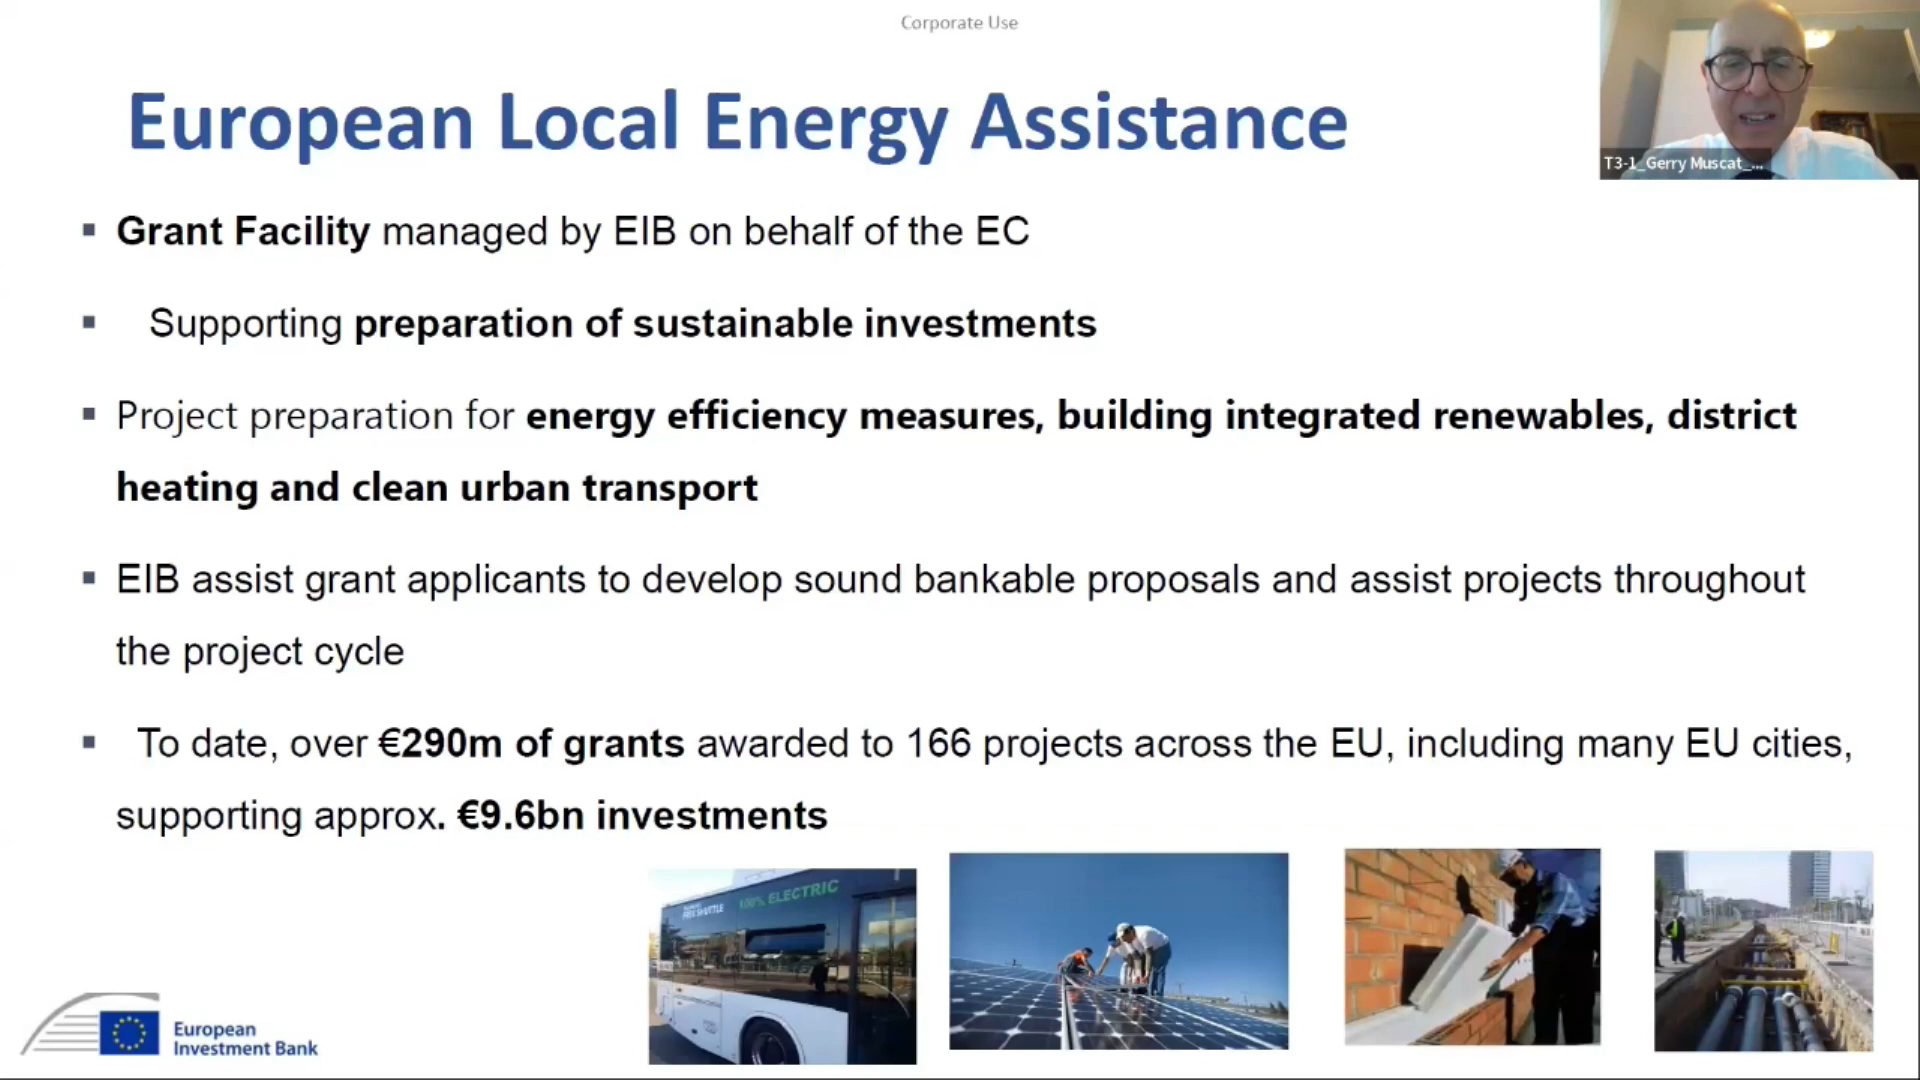 Corporate Use
European Local Energy Assistance
T3-1_Gerry Muscat_...
▪ Grant Facility managed by EIB on behalf of the EC
▪ Supporting preparation of sustainable investments
▪ Project preparation for energy efficiency measures, building integrated renewables, district
heating and clean urban transport
▪ EIB assist grant applicants to develop sound bankable proposals and assist projects throughout
the project cycle
▪ To date, over €290m of grants awarded to 166 projects across the EU, including many EU cities,
supporting approx. €9.6bn investments
FREE SHUTTLE
100% ELECTRIC
European
Investment Bank